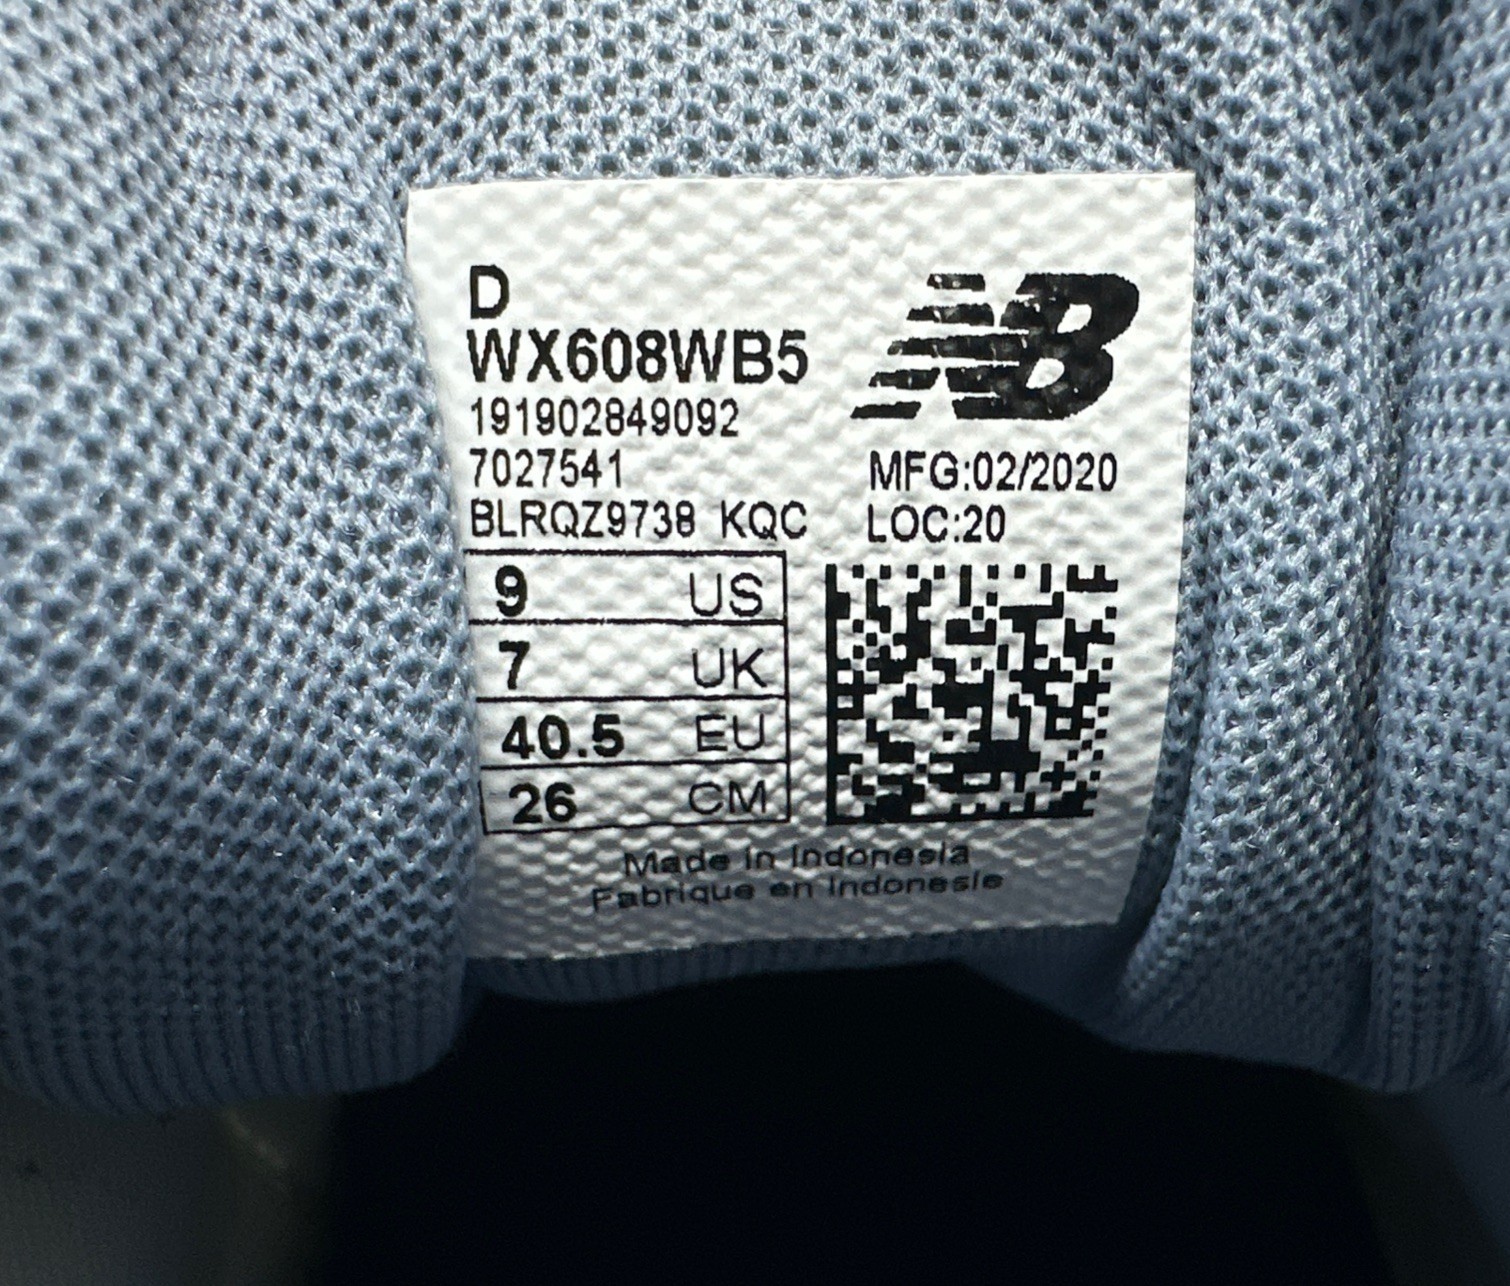 D
WX608WB5
NB
191902849092
7027541
MFG:02/2020
BLRQZ9738 KQC
LOC:20
9 US
7 UK
40.5 EU
26 CM
Made in Indonesia
Fabrique en Indonesie